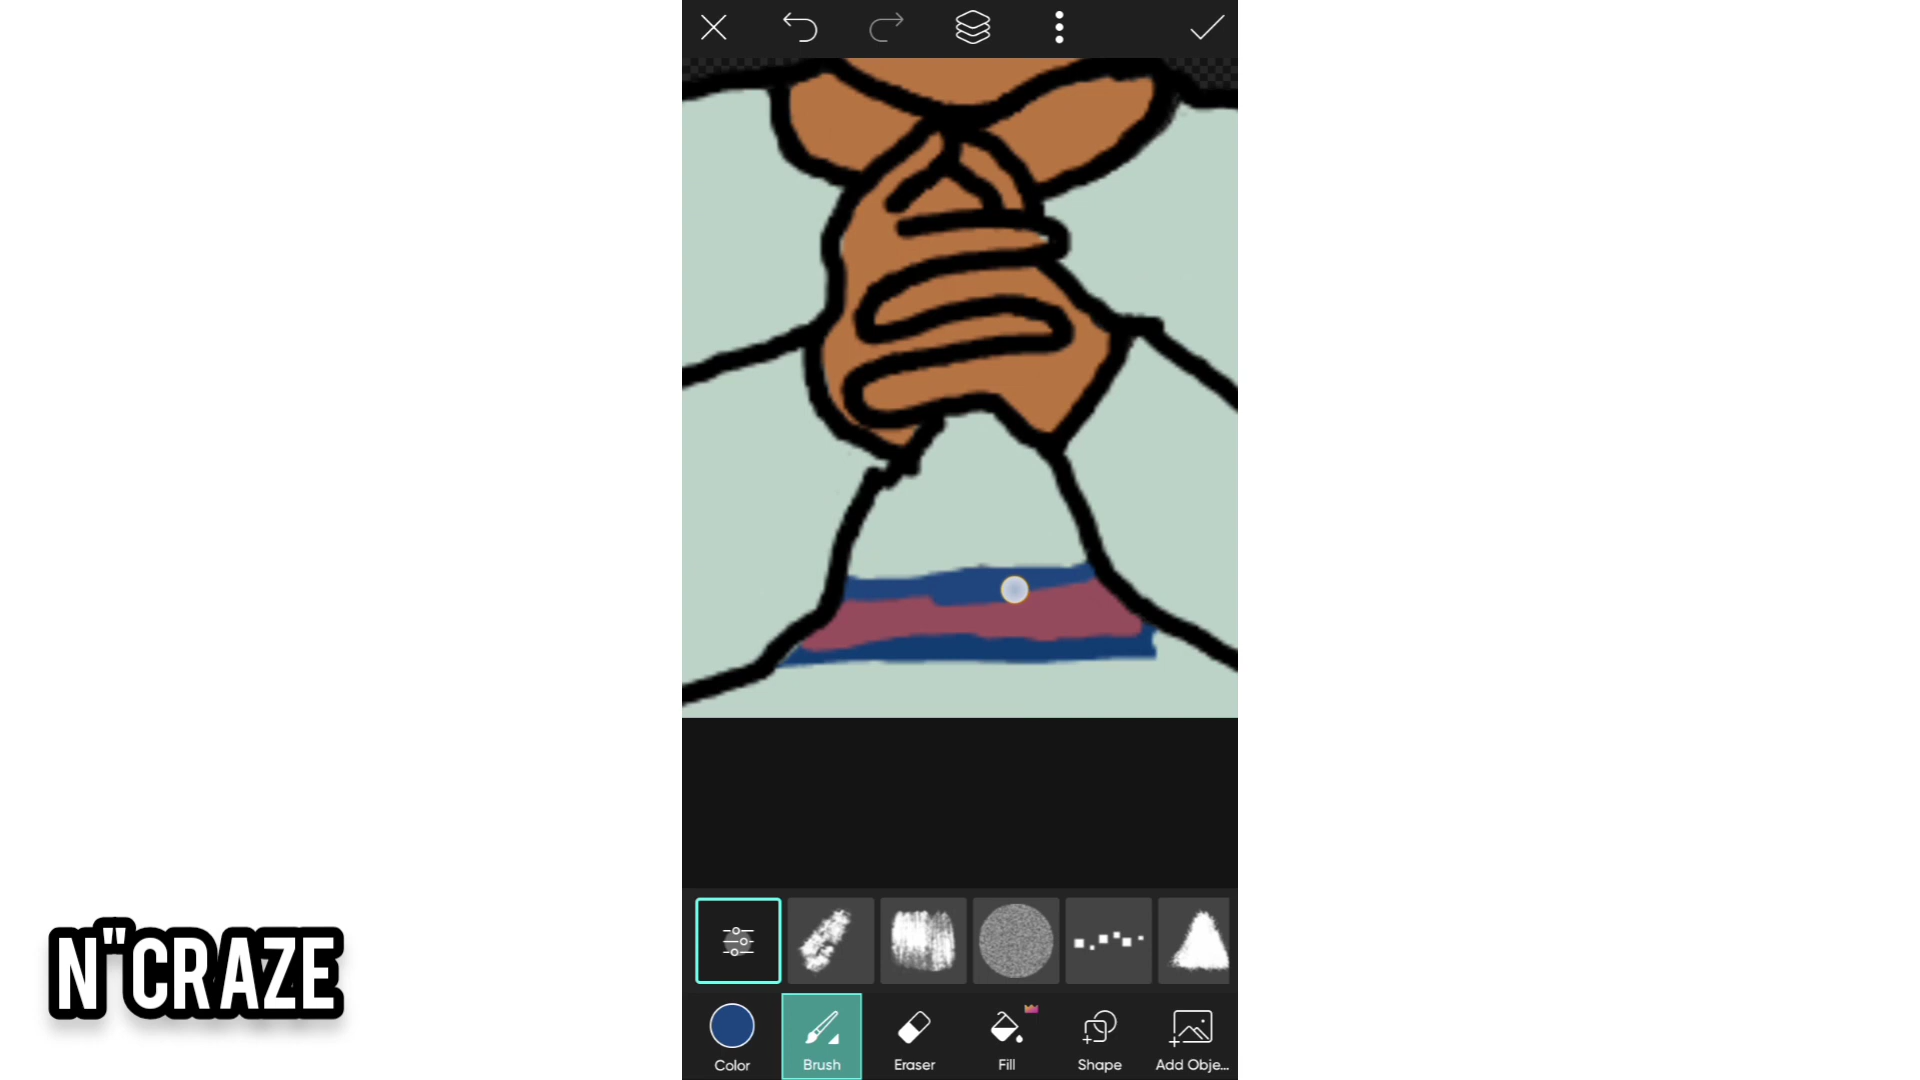 N"CRAZE
Color
Brush
Eraser
Fill
Shape
Add Obje...